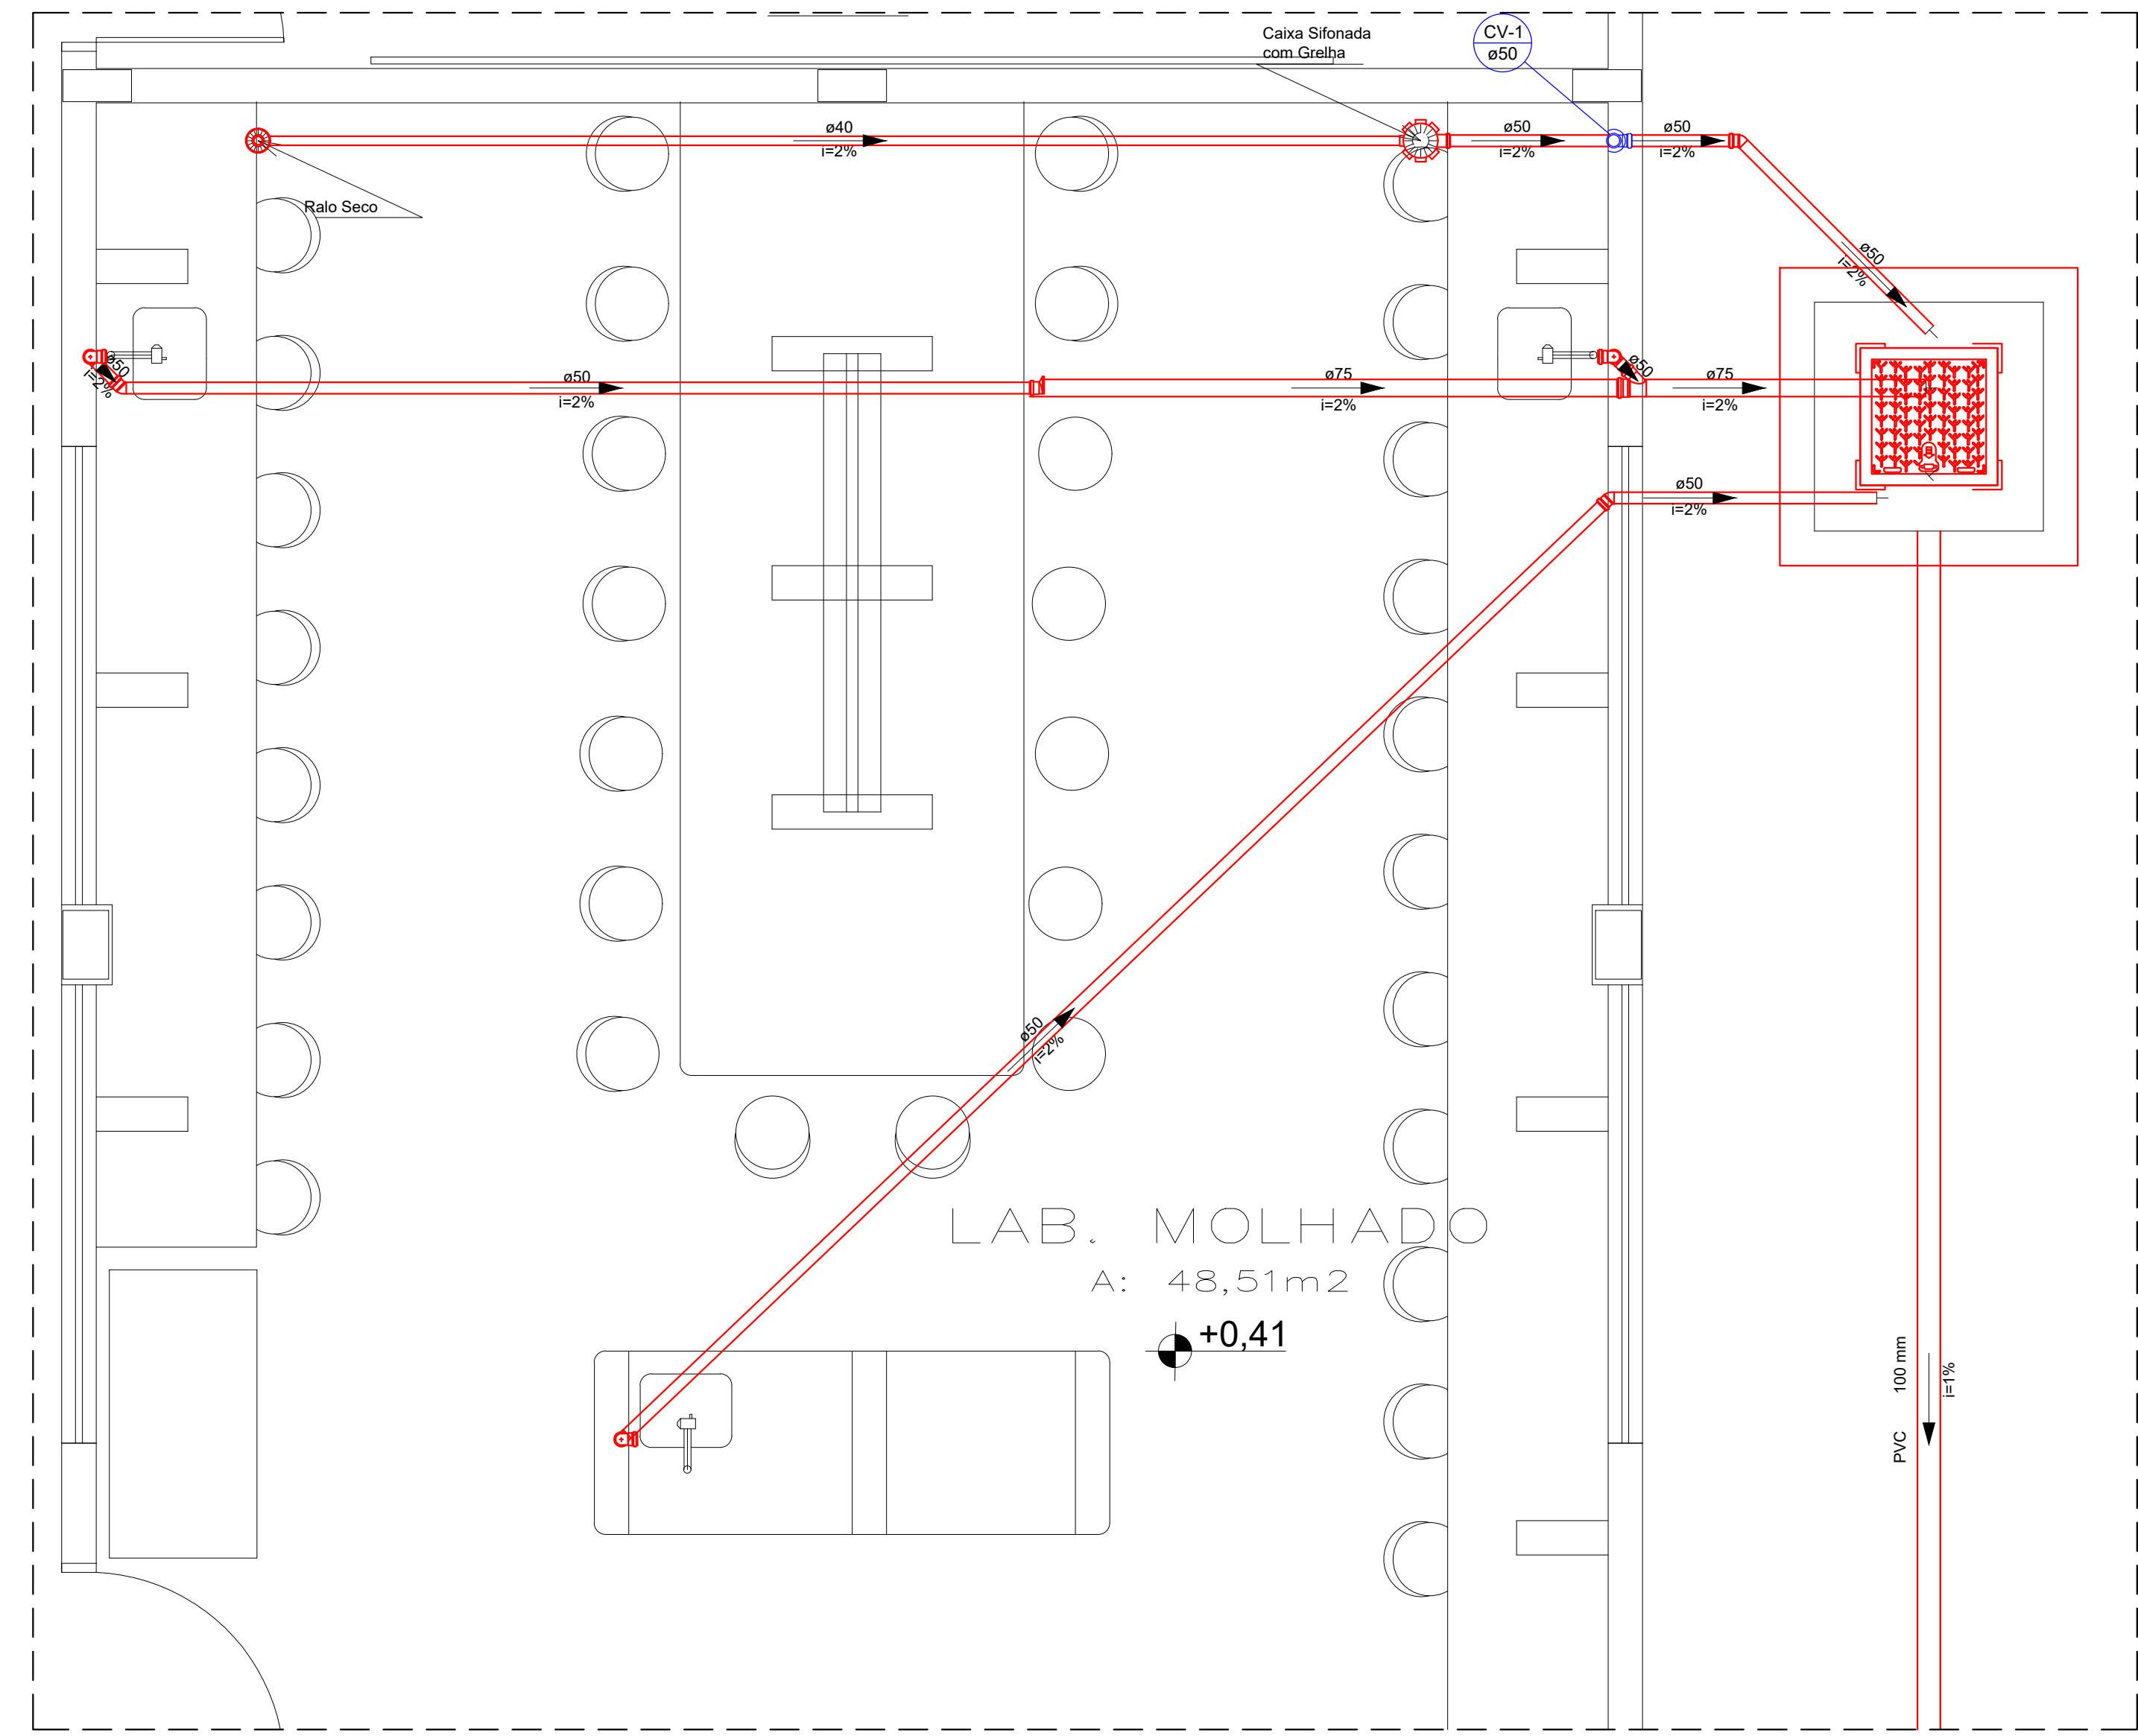 Caixa Sifonada
com Grelha
CV-1
ø50
ø40
i=2%
ø50
i=2%
ø50
i=2%
Ralo Seco
ø50
i=2%
ø50
i=2%
ø50
i=2%
ø75
i=2%
ø50
ø75
i=2%
ø50
i=2%
ø50
i=2%
LAB. MOLHADO
A: 48,51m2
+0,41
PVC 100 mm
i=1%